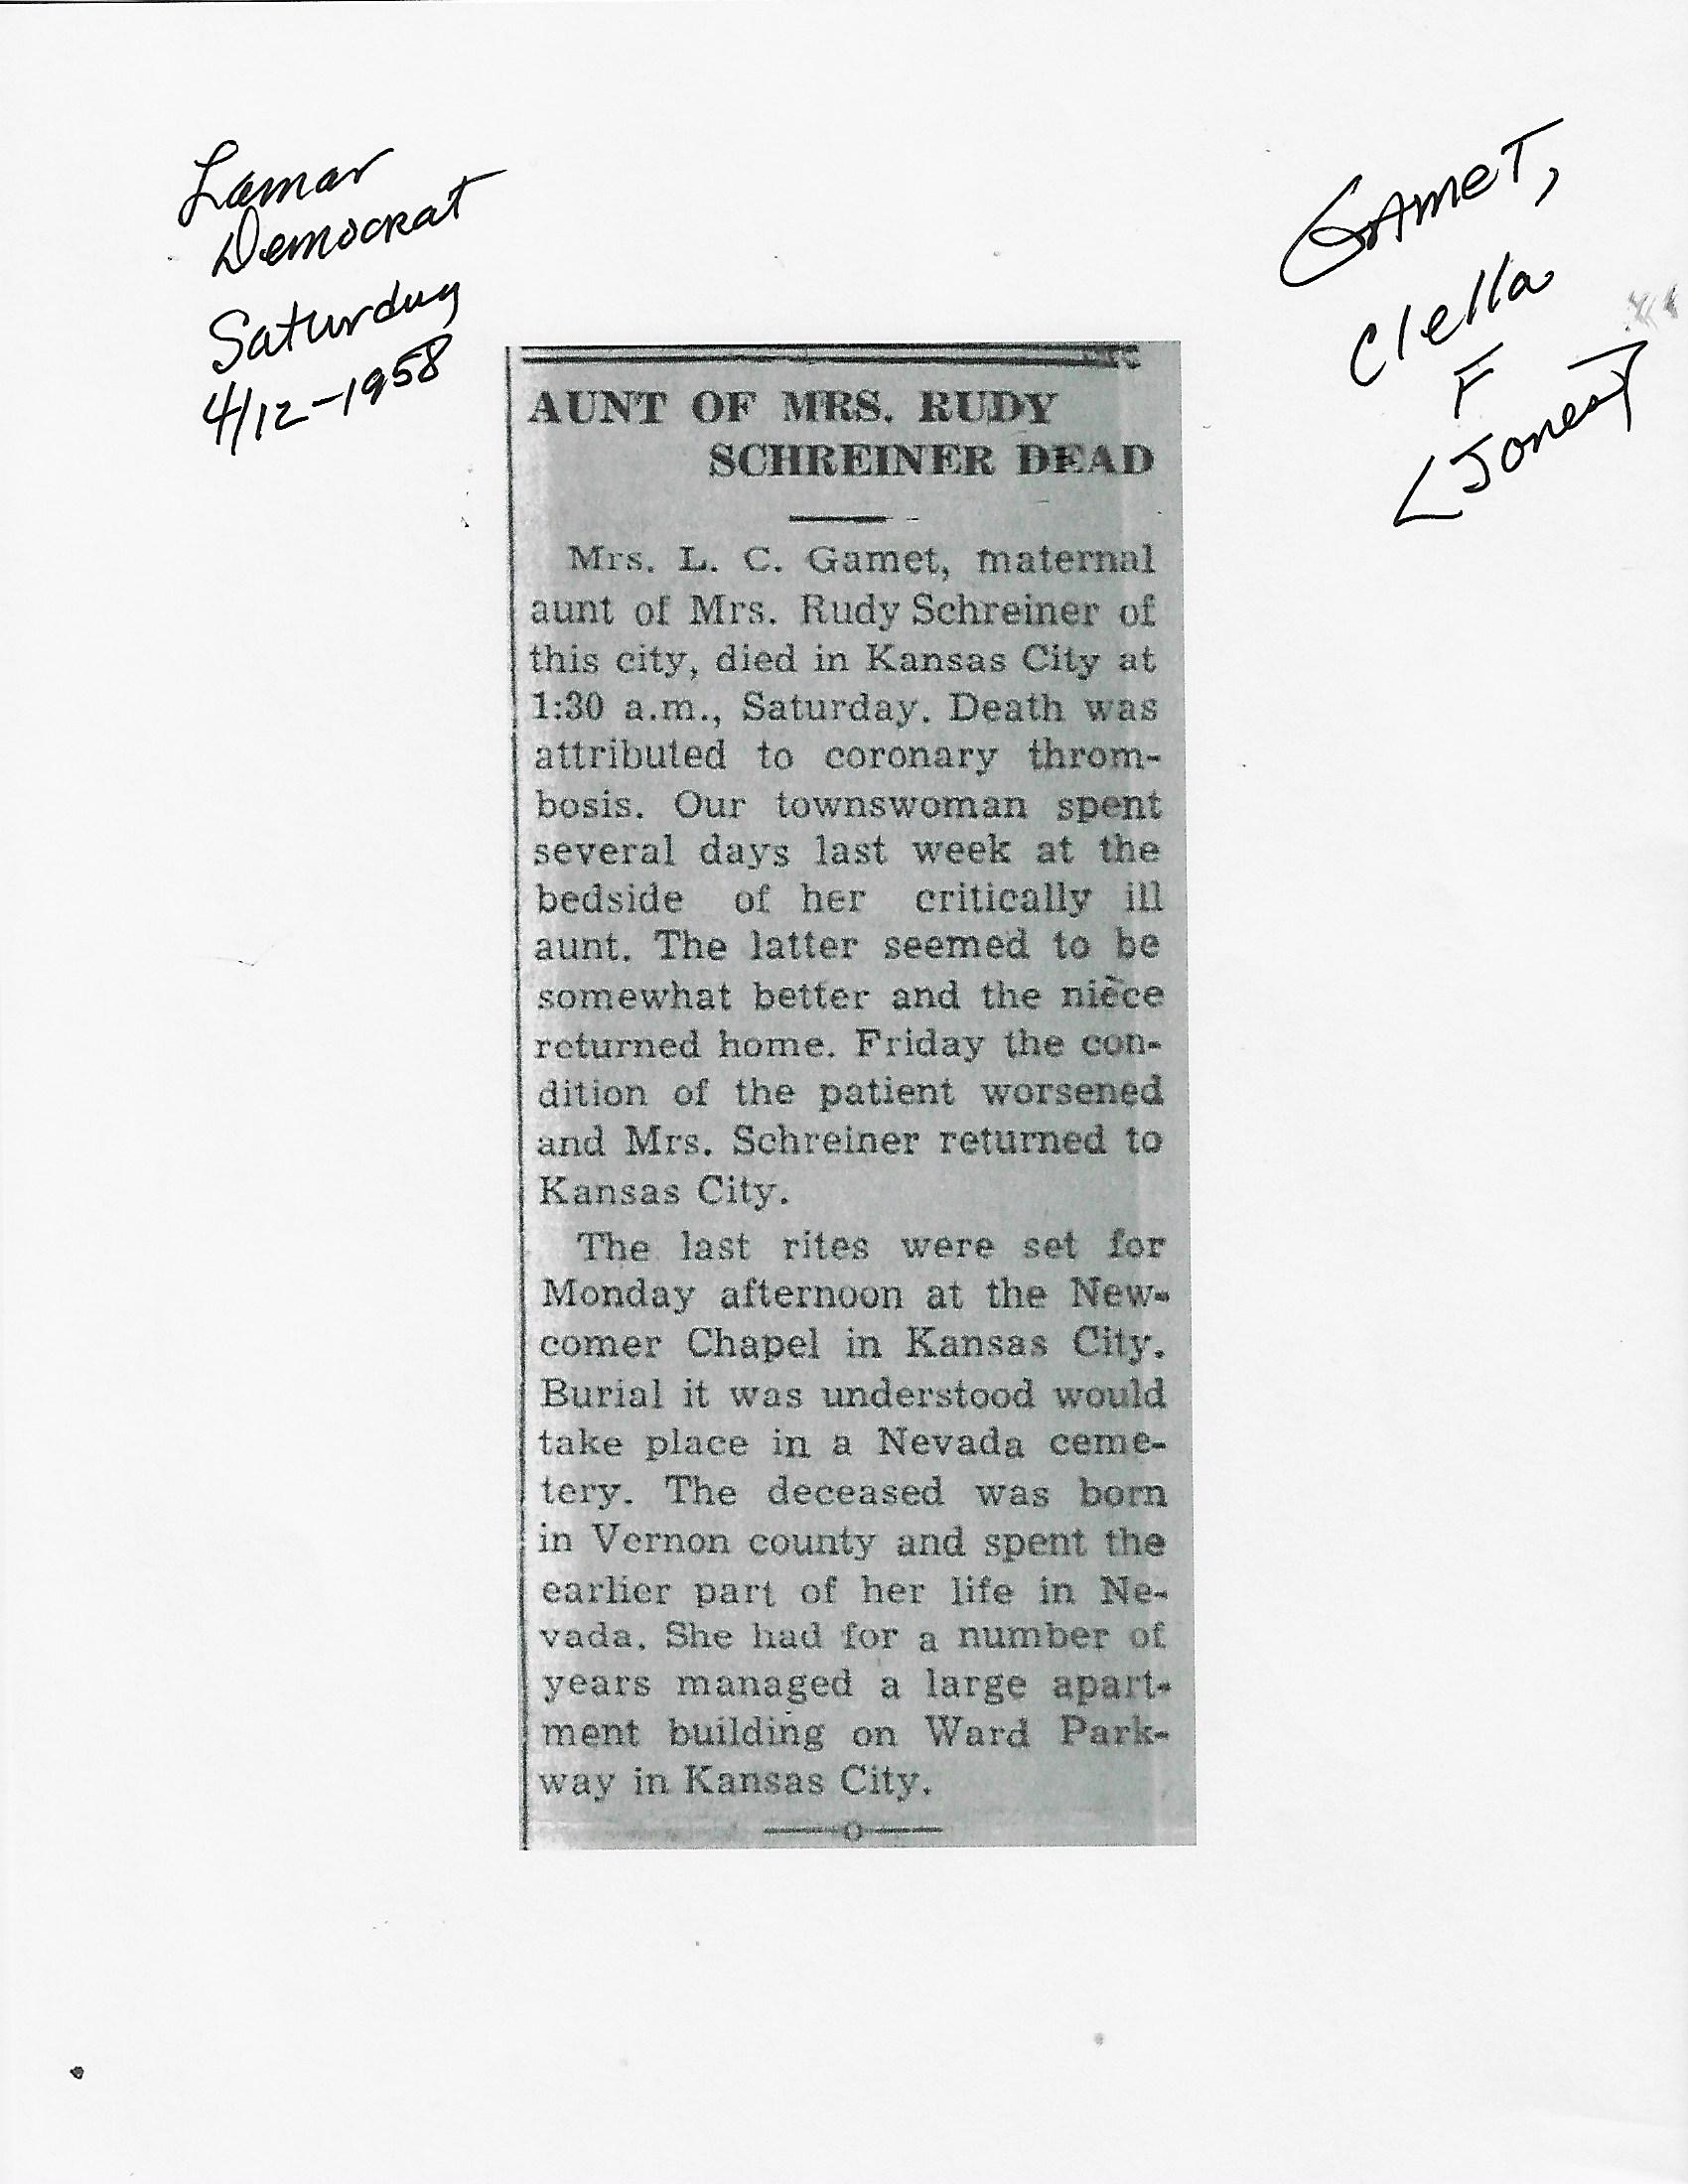 Lamar
Democrat
Saturday
4/12-1958
GAMET,
Clella
F
[Jones]
AUNT OF MRS. RUDY
SCHREINER DEAD
Mrs. L. C. Gamet, maternal
aunt of Mrs. Rudy Schreiner of
this city, died in Kansas City at
1:30 a.m., Saturday. Death was
attributed to coronary throm-
bosis. Our townswoman spent
several days last week at the
bedside of her critically ill
aunt. The latter seemed to be
somewhat better and the niece
returned home. Friday the con-
dition of the patient worsened
and Mrs. Schreiner returned to
Kansas City.
The last rites were set for
Monday afternoon at the New-
comer Chapel in Kansas City.
Burial it was understood would
take place in a Nevada ceme-
tery. The deceased was born
in Vernon county and spent the
earlier part of her life in Ne-
vada. She had for a number of
years managed a large apart-
ment building on Ward Park-
way in Kansas City.